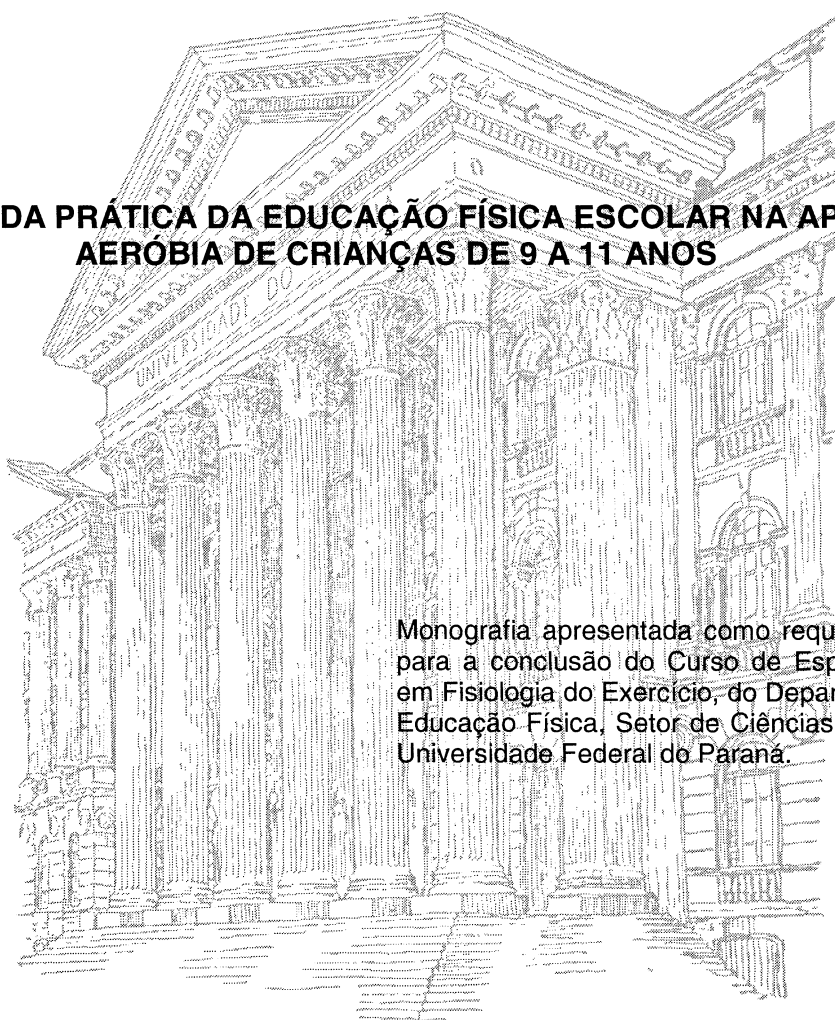 DA PRÁTICA DA EDUCAÇÃO FÍSICA ESCOLAR NA AP
AERÓBIA DE CRIANÇAS DE 9 A 11 ANOS
UNIVERSIDADE DO
Monografia apresentada como requ
para a conclusão do Curso de Esp
em Fisiologia do Exercício, do Depar
Educação Física, Setor de Ciências
Universidade Federal do Paraná.